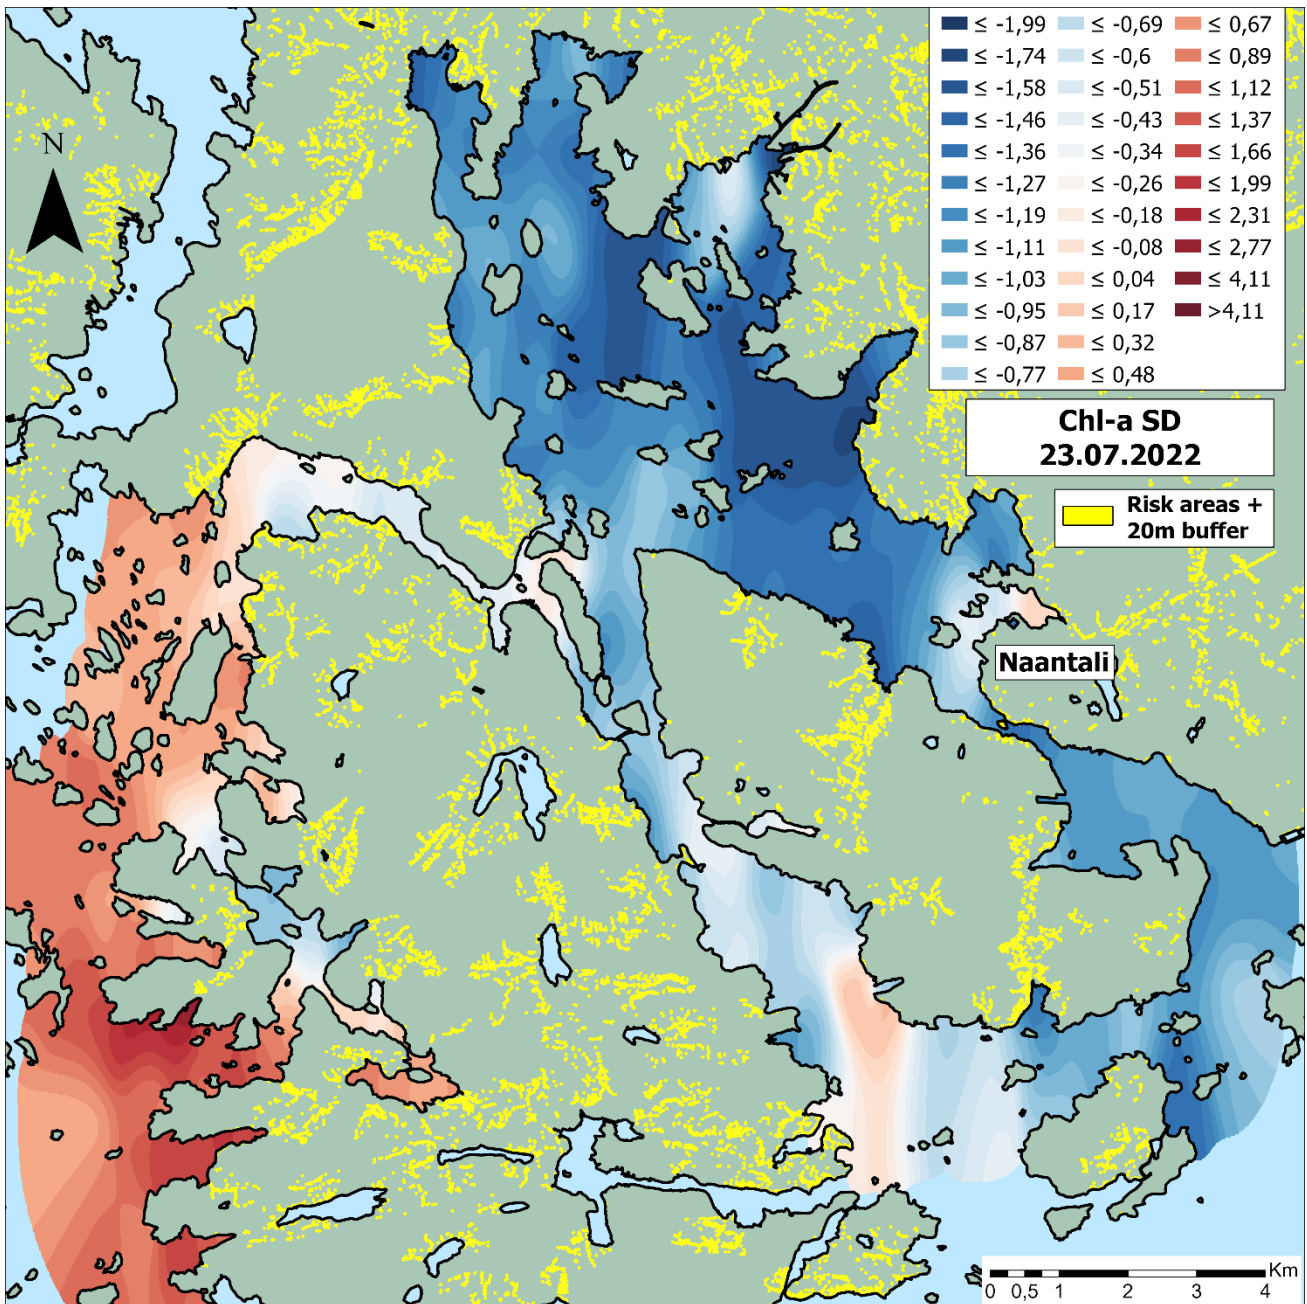 ≤ -1,99 ≤ -0,69 ≤ 0,67
≤ -1,74 ≤ -0,6 ≤ 0,89
≤ -1,58 ≤ -0,51 ≤ 1,12
≤ -1,46 ≤ -0,43 ≤ 1,37
≤ -1,36 ≤ -0,34 ≤ 1,66
≤ -1,27 ≤ -0,26 ≤ 1,99
≤ -1,19 ≤ -0,18 ≤ 2,31
≤ -1,11 ≤ -0,08 ≤ 2,77
≤ -1,03 ≤ 0,04 ≤ 4,11
≤ -0,95 ≤ 0,17 >4,11
≤ -0,87 ≤ 0,32
≤ -0,77 ≤ 0,48
N
Chl-a SD
23.07.2022
Risk areas +
20m buffer
Naantali
Km
0 0,5 1 2 3 4